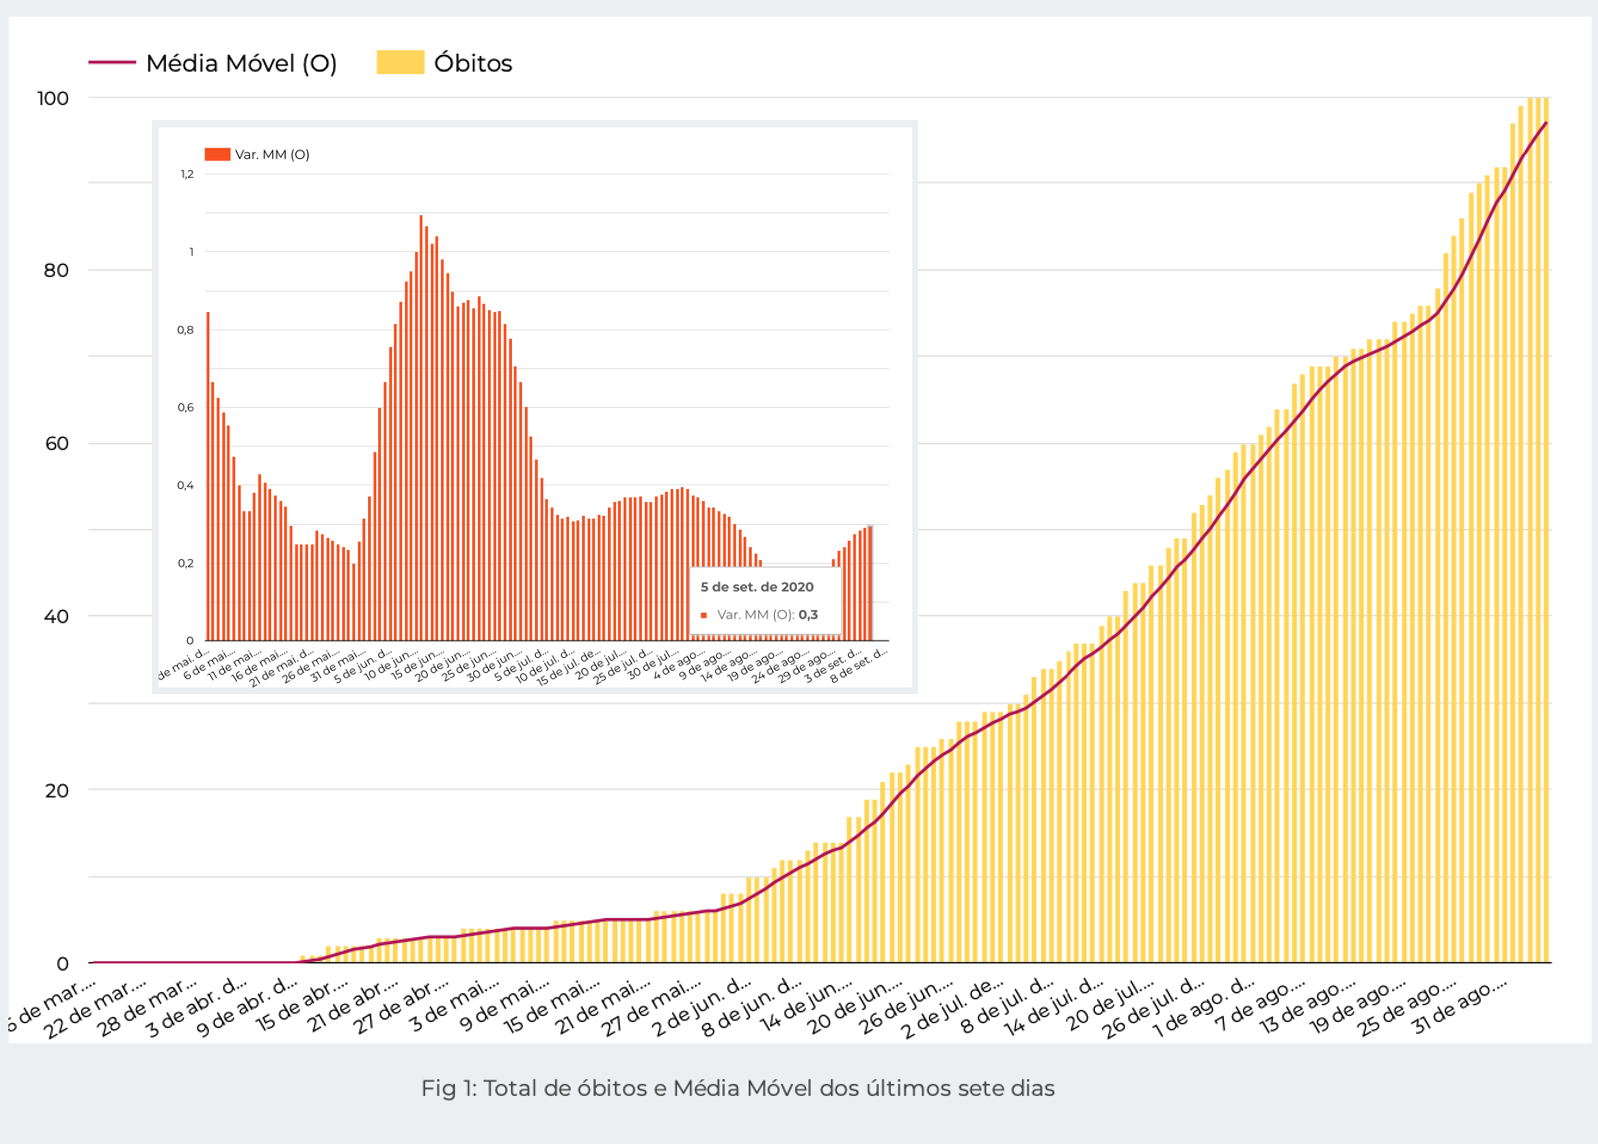 Média Móvel (O) Óbitos
100
80
60
40
20
0
Var. MM (O)
1,2
1
0,8
0,6
0,4
0,2
0
5 de set. de 2020
Var. MM (O): 0,3
de mai. d... 6 de mai.... 11 de mai.... 16 de mai.... 21 de mai. d... 26 de mai.... 31 de mai.... 5 de jun. d... 10 de jun.... 15 de jun.... 20 de jun.... 25 de jun.... 30 de jun.... 5 de jul. d... 10 de jul. d... 15 de jul. de... 20 de jul.... 25 de jul. d... 30 de jul.... 4 de ago.... 9 de ago.... 14 de ago.... 19 de ago.... 24 de ago.... 29 de ago.... 3 de set. d... 8 de set. d...
6 de mar.... 22 de mar.... 28 de mar.... 3 de abr. d... 9 de abr. d... 15 de abr.... 21 de abr.... 27 de abr.... 3 de mai.... 9 de mai.... 15 de mai.... 21 de mai.... 27 de mai.... 2 de jun. d... 8 de jun. d... 14 de jun.... 20 de jun.... 26 de jun.... 2 de jul. de... 8 de jul. d... 14 de jul. d... 20 de jul.... 26 de jul. d... 1 de ago. d... 7 de ago.... 13 de ago.... 19 de ago.... 25 de ago.... 31 de ago....
Fig 1: Total de óbitos e Média Móvel dos últimos sete dias